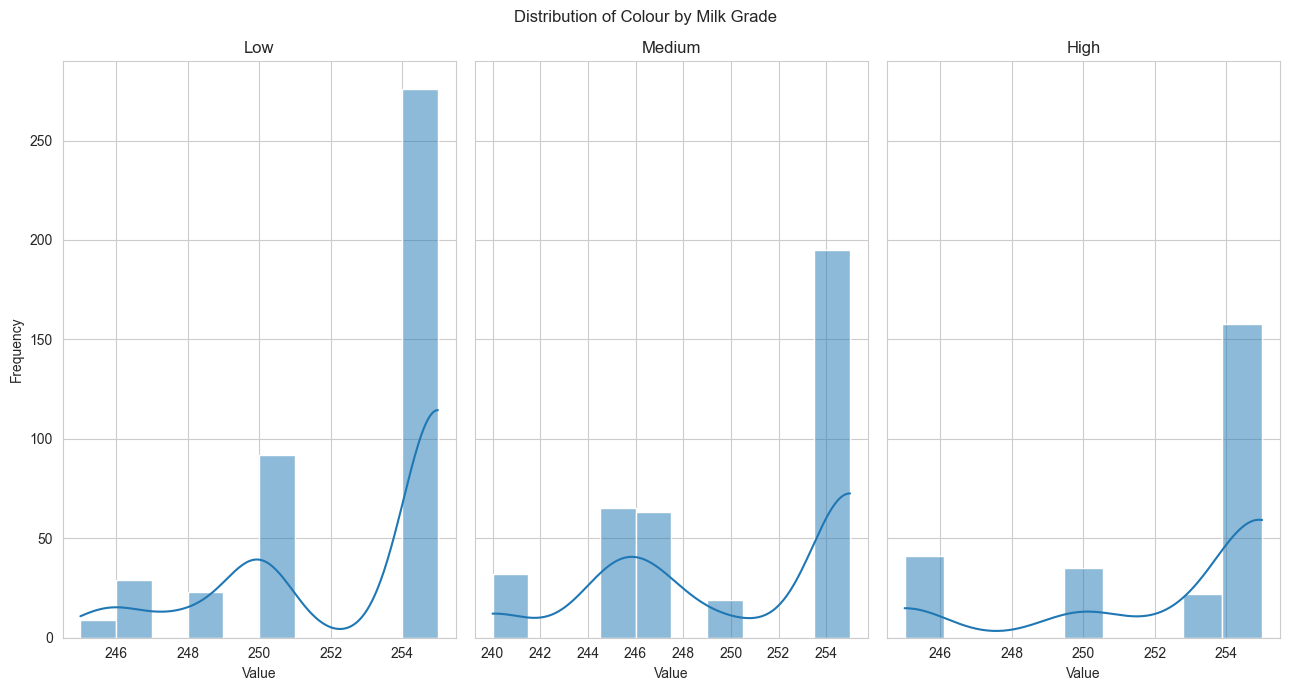 Distribution of Colour by Milk Grade
Low
Medium
High
Frequency
250
200
150
100
50
0
246 248 250 252 254
240 242 244 246 248 250 252 254
246 248 250 252 254
Value
Value
Value